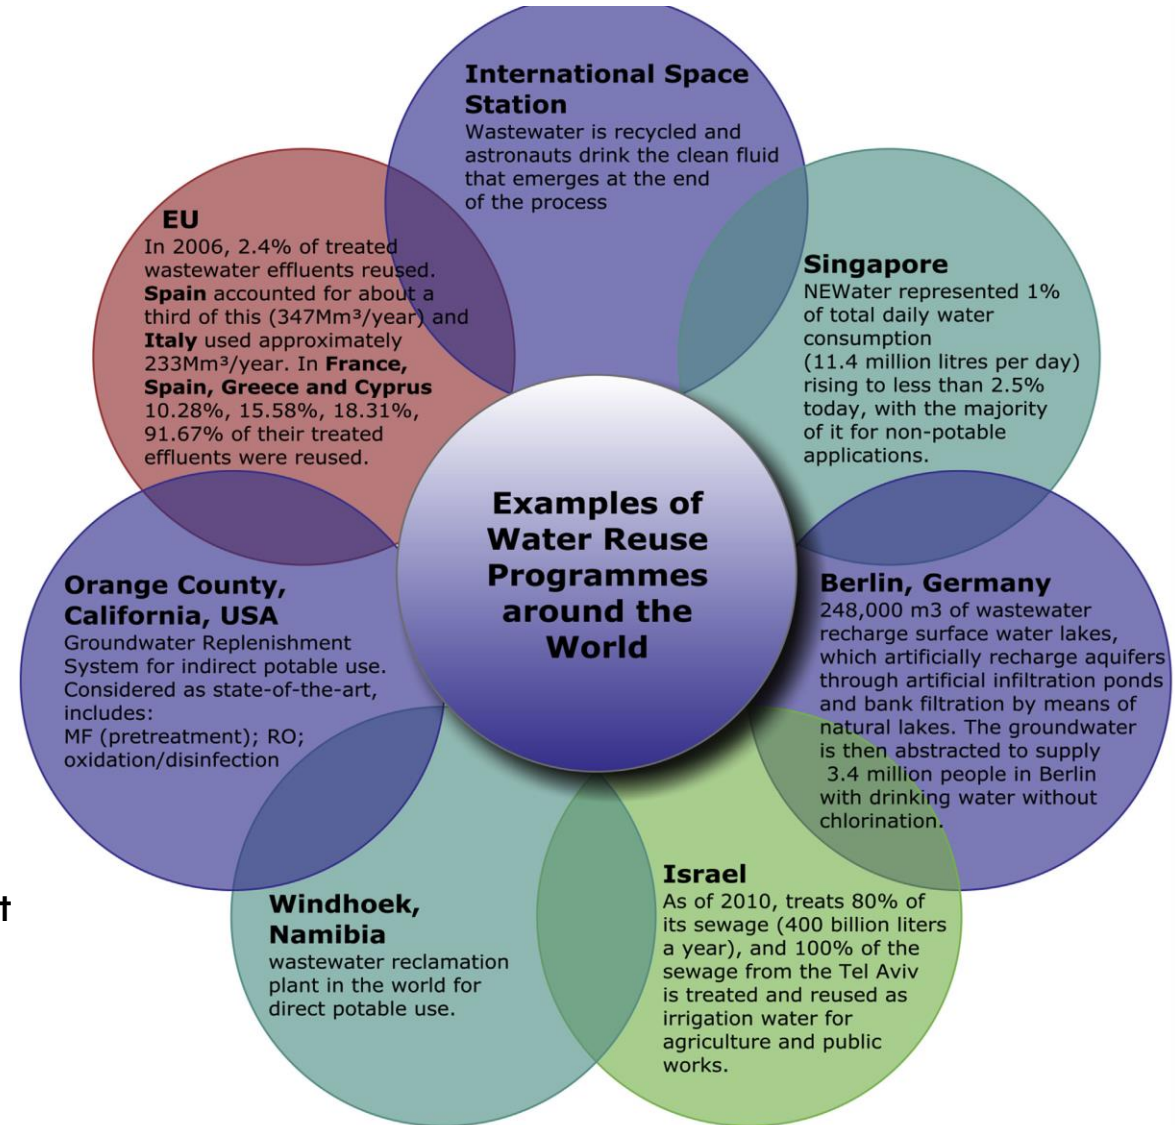 International Space
Station
Wastewater is recycled and
astronauts drink the clean fluid
that emerges at the end
of the process
EU
In 2006, 2.4% of treated
wastewater effluents reused.
Spain accounted for about a
third of this (347Mm³/year) and
Italy used approximately
233Mm³/year. In France,
Spain, Greece and Cyprus
10.28%, 15.58%, 18.31%,
91.67% of their treated
effluents were reused.
Singapore
NEWater represented 1%
of total daily water
consumption
(11.4 million litres per day)
rising to less than 2.5%
today, with the majority
of it for non-potable
applications.
Examples of
Water Reuse
Programmes
around the
World
Orange County,
California, USA
Groundwater Replenishment
System for indirect potable use.
Considered as state-of-the-art,
includes:
MF (pretreatment); RO;
oxidation/disinfection
Berlin, Germany
248,000 m3 of wastewater
recharge surface water lakes,
which artificially recharge aquifers
through artificial infiltration ponds
and bank filtration by means of
natural lakes. The groundwater
is then abstracted to supply
3.4 million people in Berlin
with drinking water without
chlorination.
t
Windhoek,
Namibia
wastewater reclamation
plant in the world for
direct potable use.
Israel
As of 2010, treats 80% of
its sewage (400 billion liters
a year), and 100% of the
sewage from the Tel Aviv
is treated and reused as
irrigation water for
agriculture and public
works.